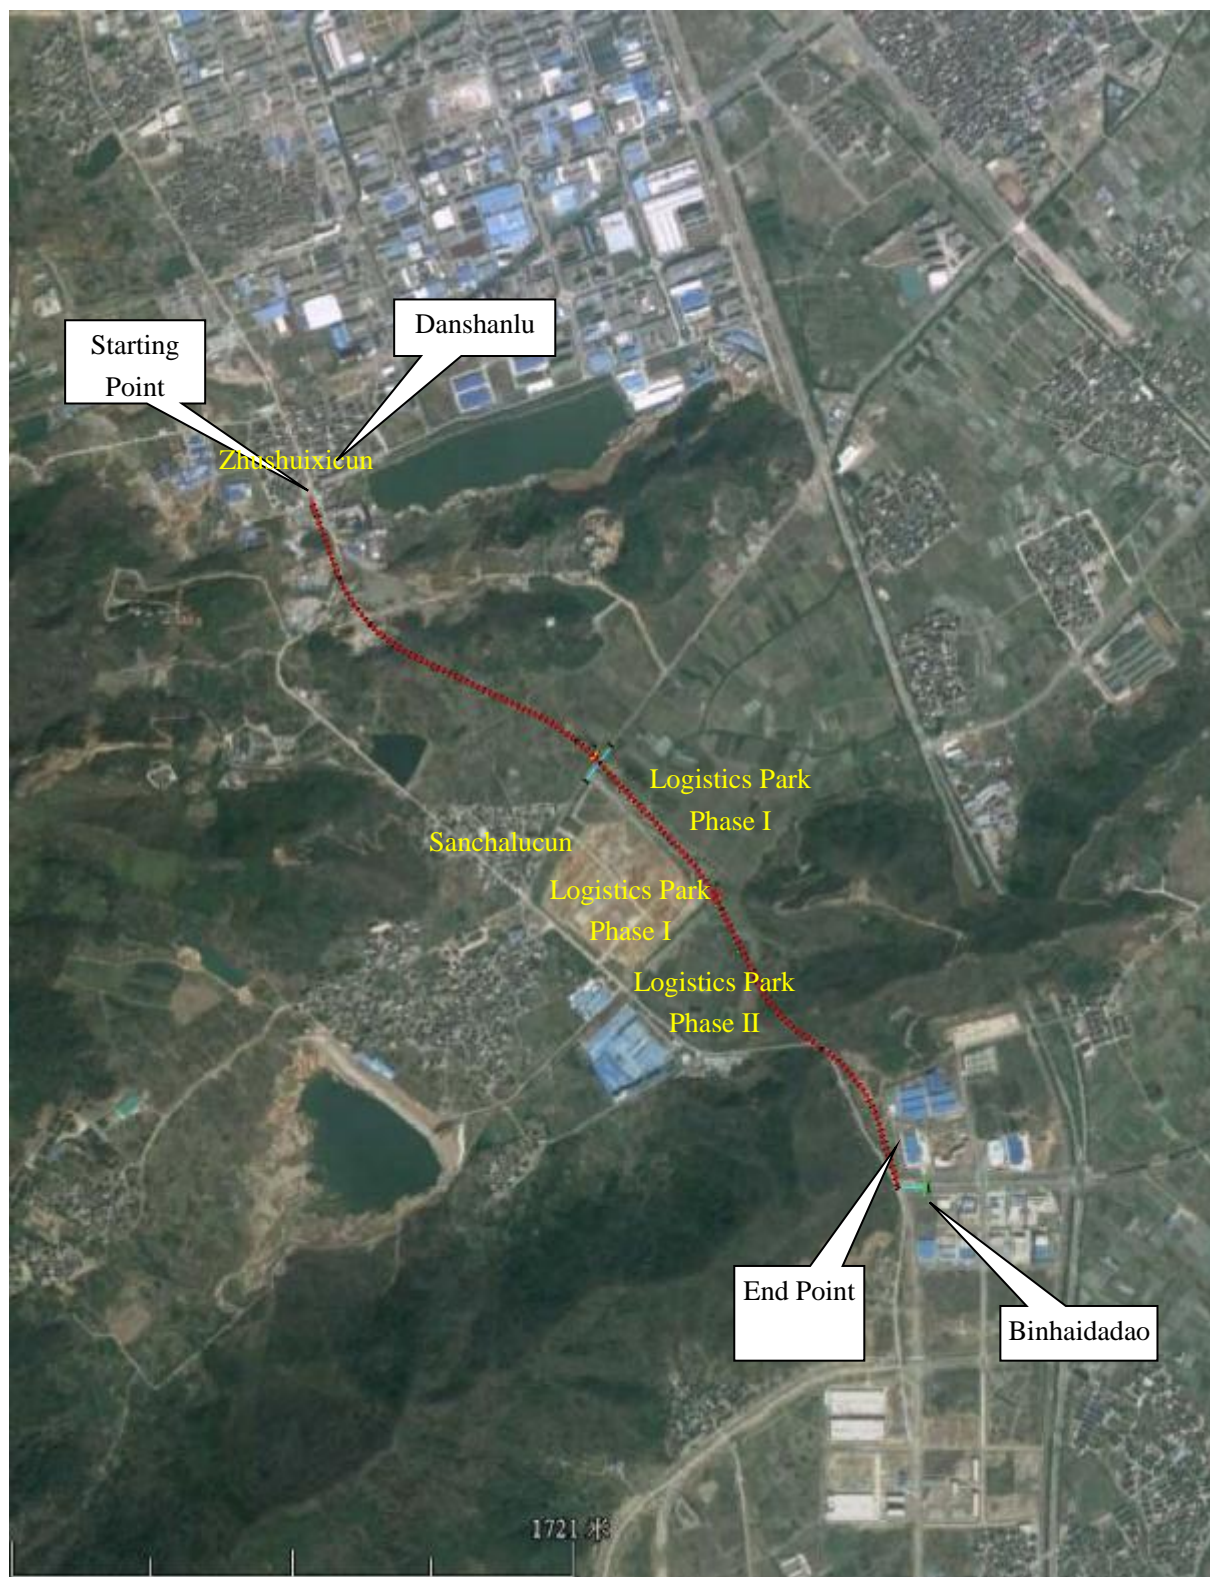 Danshanlu
Starting
Point
Zhushuixicun
Logistics Park
Phase I
Sanchalucun
Logistics Park
Phase I
Logistics Park
Phase II
End Point
Binhaidadao
1721 米